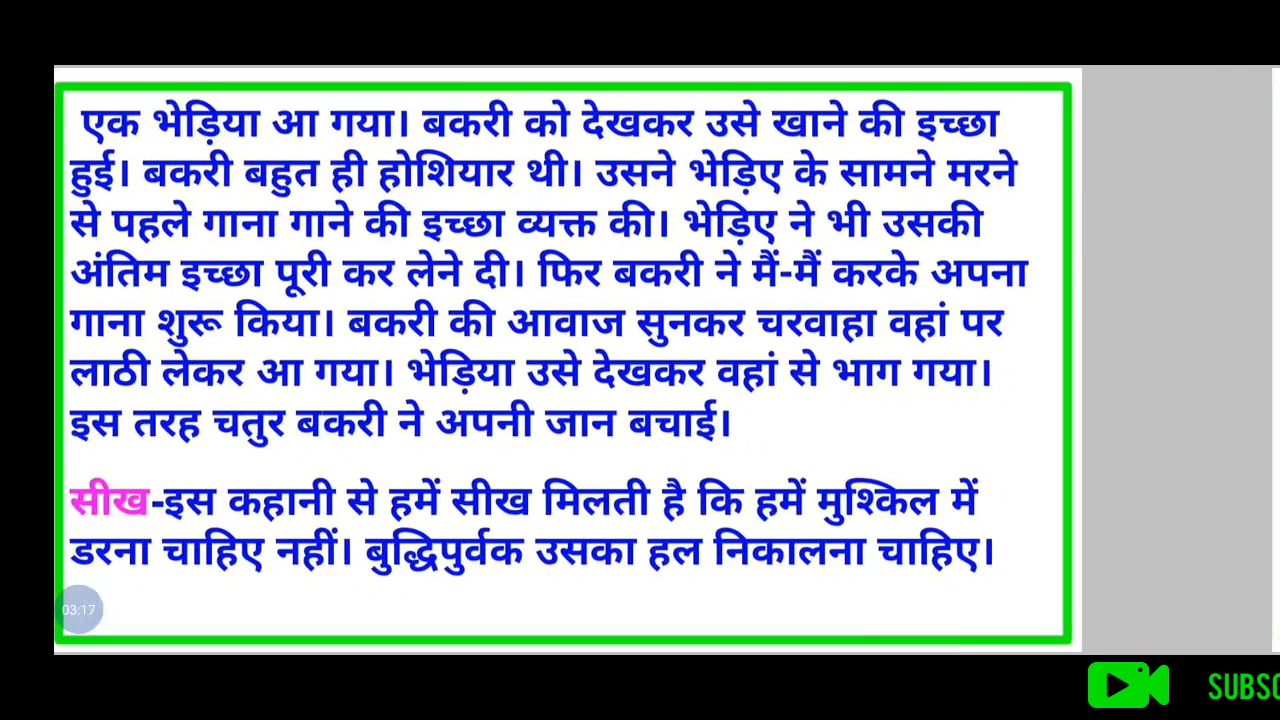 एक भेड़िया आ गया। बकरी को देखकर उसे खाने की इच्छा
हुई। बकरी बहुत ही होशियार थी। उसने भेड़िए के सामने मरने
से पहले गाना गाने की इच्छा व्यक्त की। भेड़िए ने भी उसकी
अंतिम इच्छा पूरी कर लेने दी। फिर बकरी ने मैं-मैं करके अपना
गाना शुरू किया। बकरी की आवाज सुनकर चरवाहा वहां पर
लाठी लेकर आ गया। भेड़िया उसे देखकर वहां से भाग गया।
इस तरह चतुर बकरी ने अपनी जान बचाई।
सीख-इस कहानी से हमें सीख मिलती है कि हमें मुश्किल में
डरना चाहिए नहीं। बुद्धिपुर्वक उसका हल निकालना चाहिए।
03:17